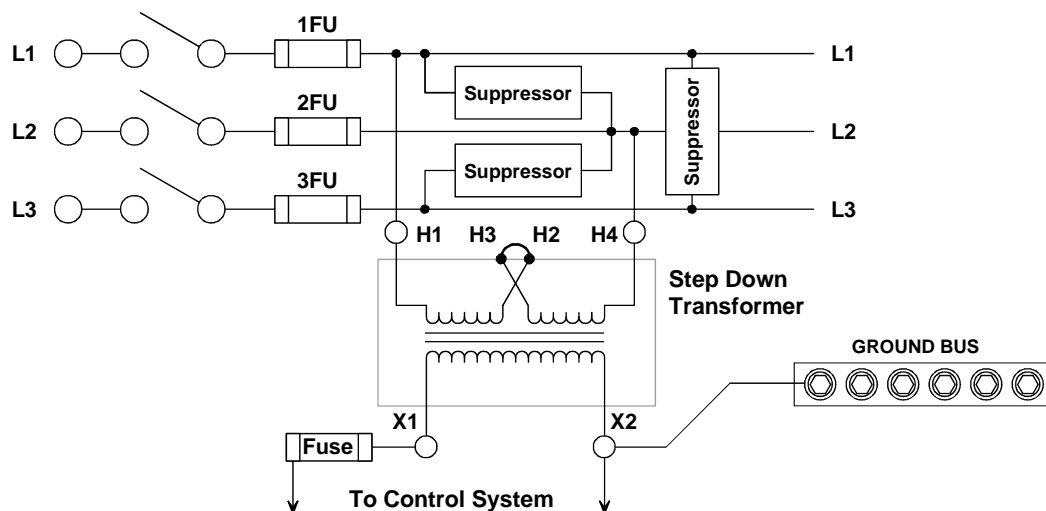 1FU
L1
L1
Suppressor
2FU
L2
L2
Suppressor
Suppressor
3FU
L3
L3
H1
H3
H2
H4
Step Down
Transformer
GROUND BUS
X1
X2
Fuse
To Control System